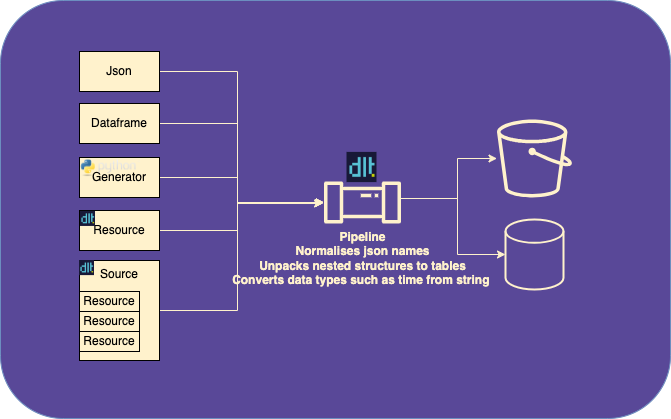 Json
Dataframe
python
Generator
dlt
Resource
dlt
Source
Resource
Resource
Resource
dlt
Pipeline
Normalises json names
Unpacks nested structures to tables
Converts data types such as time from string